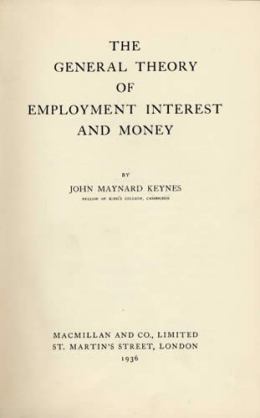 THE
GENERAL THEORY
OF
EMPLOYMENT INTEREST
AND MONEY
BY
JOHN MAYNARD KEYNES
FELLOW OF KING'S COLLEGE, CAMBRIDGE
MACMILLAN AND CO., LIMITED
ST. MARTIN'S STREET, LONDON
1936